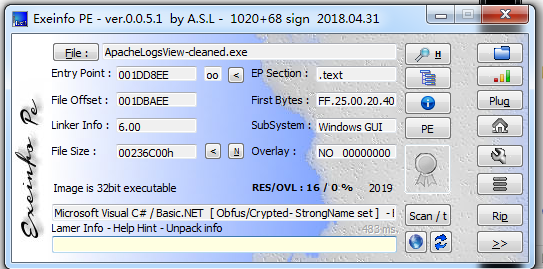 Exeinfo PE - ver.0.0.5.1 by A.S.L - 1020+68 sign 2018.04.31
File : ApacheLogsView-cleaned.exe H
Entry Point : 001DD8EE oo < EP Section : .text
File Offset : 001DBAEE First Bytes : FF.25.00.20.40 Plug
Linker Info : 6.00 SubSystem : Windows GUI PE
File Size : 00236C00h < N Overlay : NO 00000000
Image is 32bit executable RES/OVL : 16 / 0 % 2019
Microsoft Visual C# / Basic.NET [ Obfus/Crypted- StrongName set ] - Scan / t Rip
Lamer Info - Help Hint - Unpack info 483 ms.
>>
Exeinfo Pe